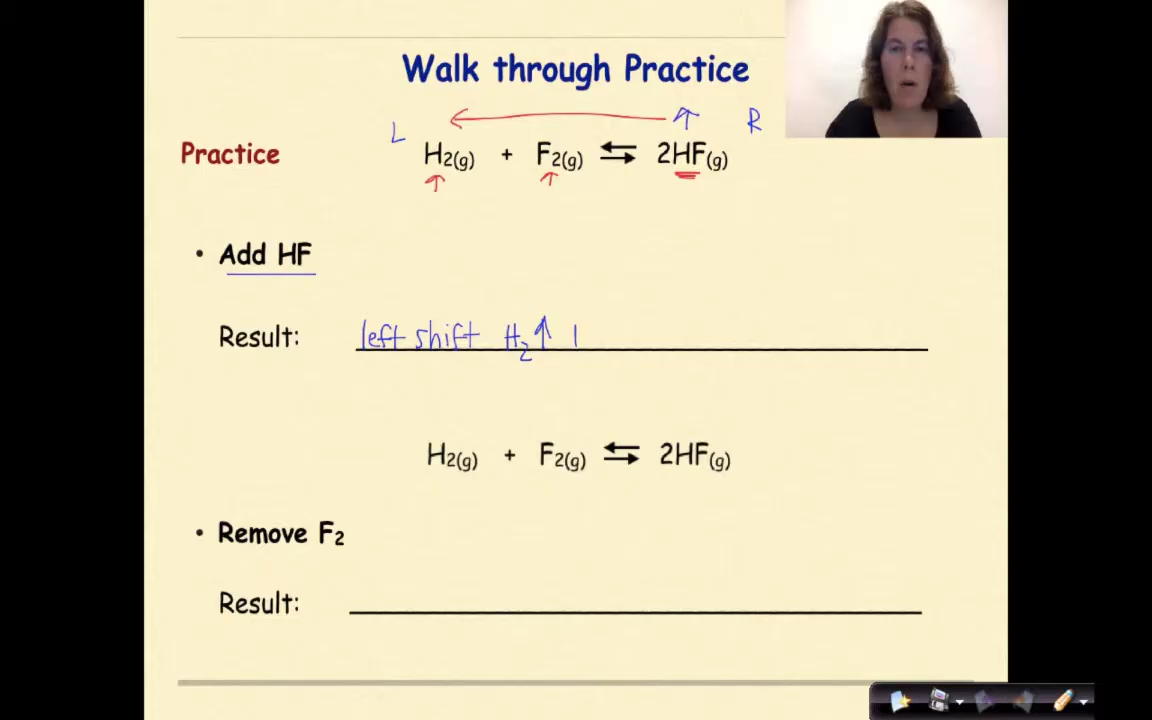 Walk through Practice
L R
Practice H2(g) + F2(g) ⇆ 2HF(g)
• Add HF
Result: left shift H2↑
H2(g) + F2(g) ⇆ 2HF(g)
• Remove F2
Result: